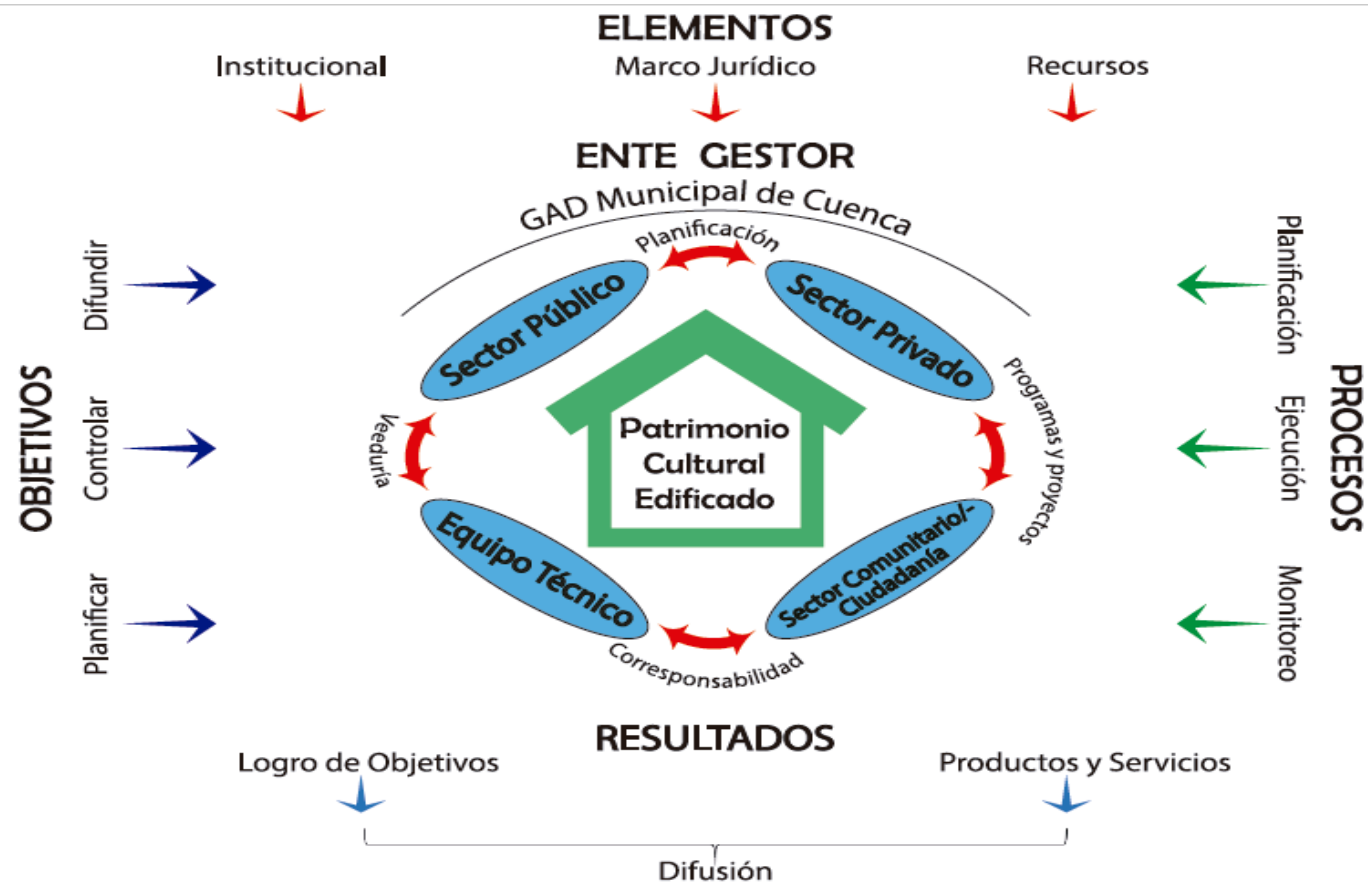 ELEMENTOS
Institucional
Marco Jurídico
Recursos
ENTE GESTOR
GAD Municipal de Cuenca
Planificación
Sector Público
Sector Privado
OBJETIVOS
Difundir
Controlar
Planificar
Veeduría
Patrimonio
Cultural
Edificado
Programas y proyectos
Planificación
Ejecución
Monitoreo
PROCESOS
Equipo Técnico
Sector Comunitario/-
Ciudadanía
Corresponsabilidad
RESULTADOS
Logro de Objetivos
Productos y Servicios
Difusión